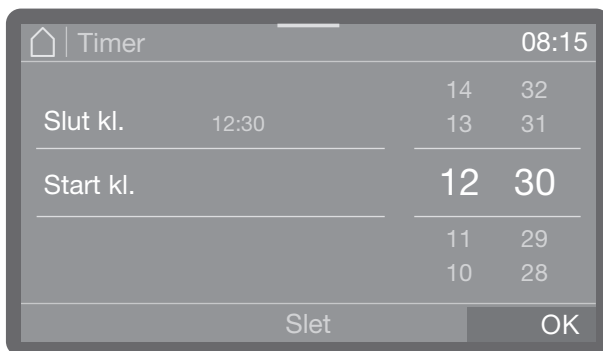 Timer 08:15
14 32
Slut kl. 12:30 13 31
Start kl. 12 30
11 29
10 28
Slet OK